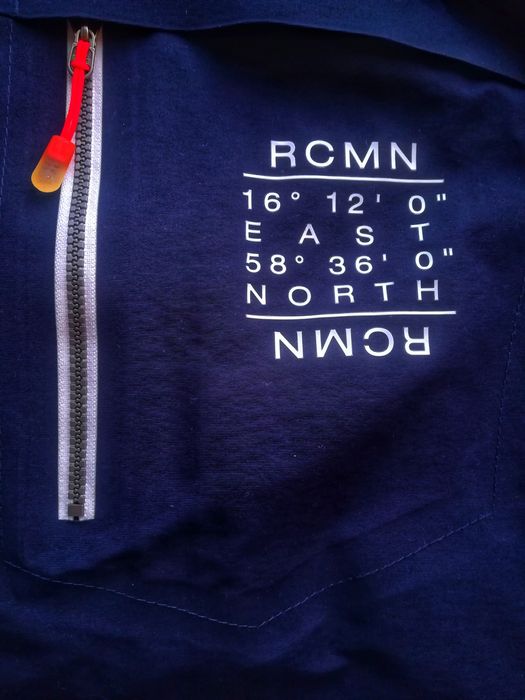 RCMN
16° 12' 0"
EAST
58° 36' 0"
NORTH
RCMN